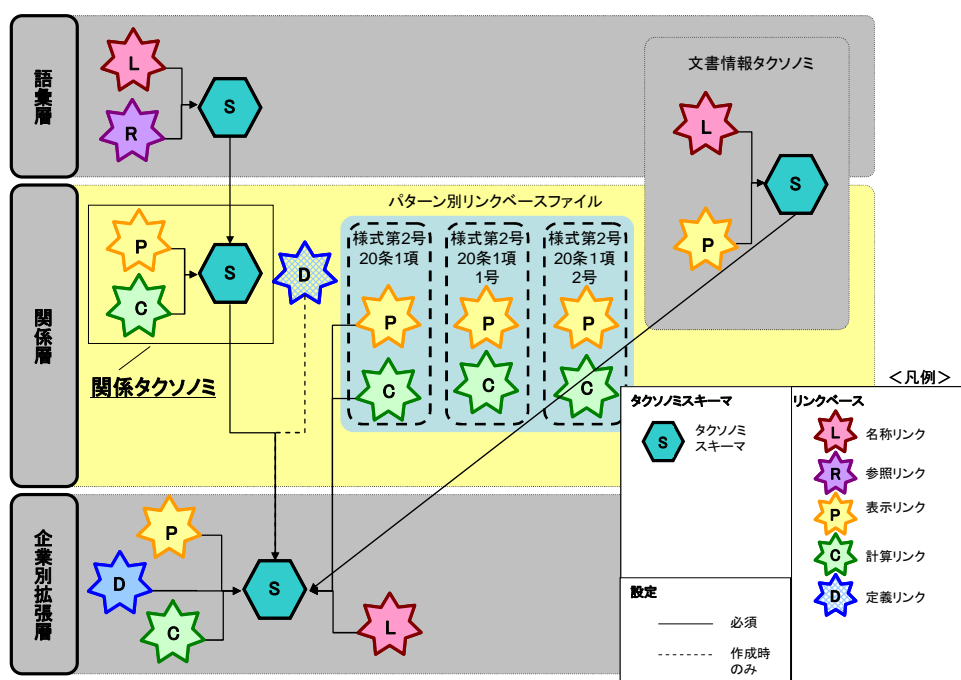 語彙層
L
R
S
文書情報タクソノミ
L
P
S
関係層
P
C
S
D
関係タクソノミ
パターン別リンクベースファイル
様式第2号
20条1項
P
C
様式第2号
20条1項
1号
P
C
様式第2号
20条1項
2号
P
C
企業別拡張層
P
D
C
S
L
＜凡例＞
タクソノミスキーマ
S
タクソノミ
スキーマ
リンクベース
L 名称リンク
R 参照リンク
P 表示リンク
C 計算リンク
D 定義リンク
設定
必須
作成時
のみ